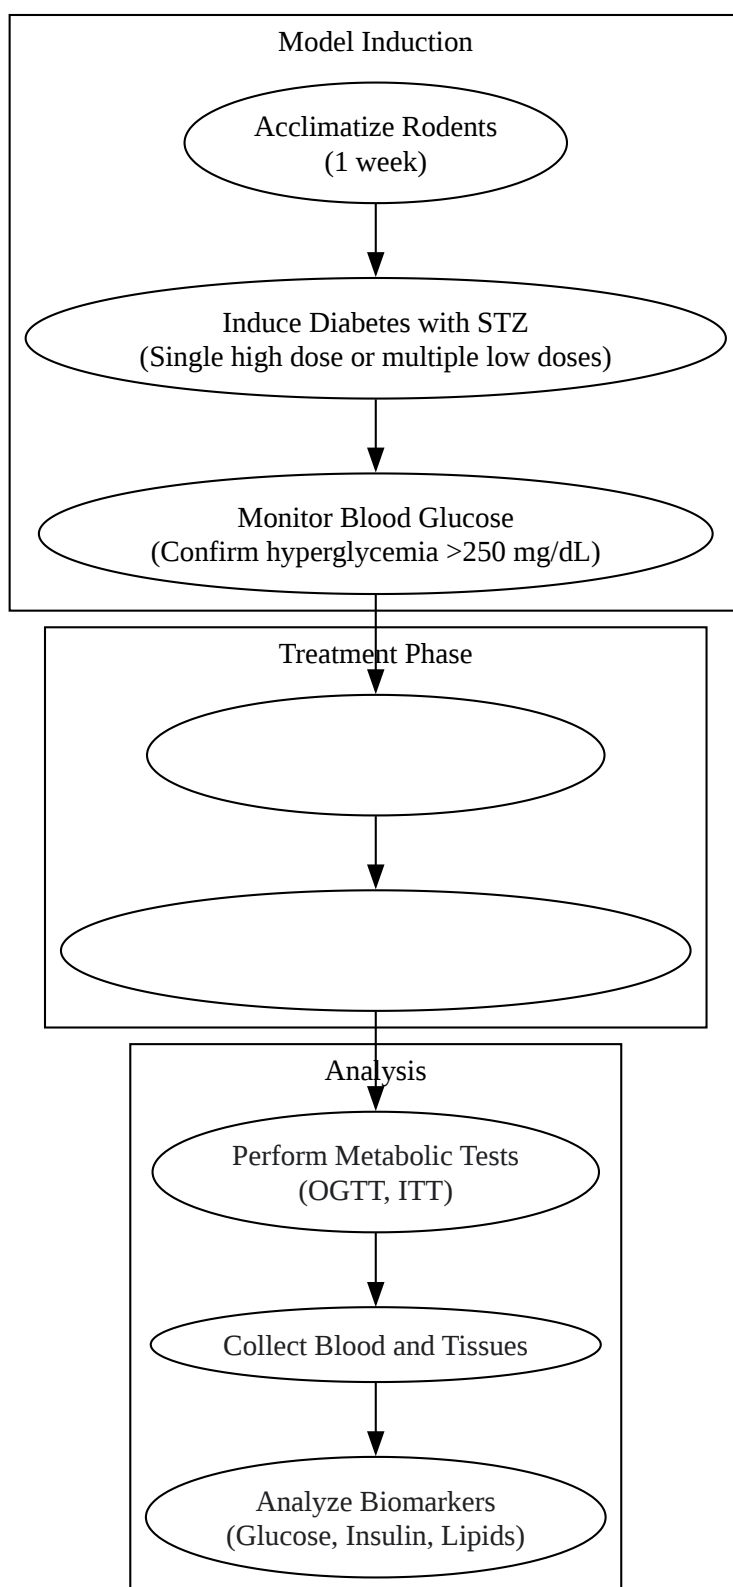 Model Induction
Acclimatize Rodents
(1 week)
Induce Diabetes with STZ
(Single high dose or multiple low doses)
Monitor Blood Glucose
(Confirm hyperglycemia >250 mg/dL)
Treatment Phase
Analysis
Perform Metabolic Tests
(OGTT, ITT)
Collect Blood and Tissues
Analyze Biomarkers
(Glucose, Insulin, Lipids)